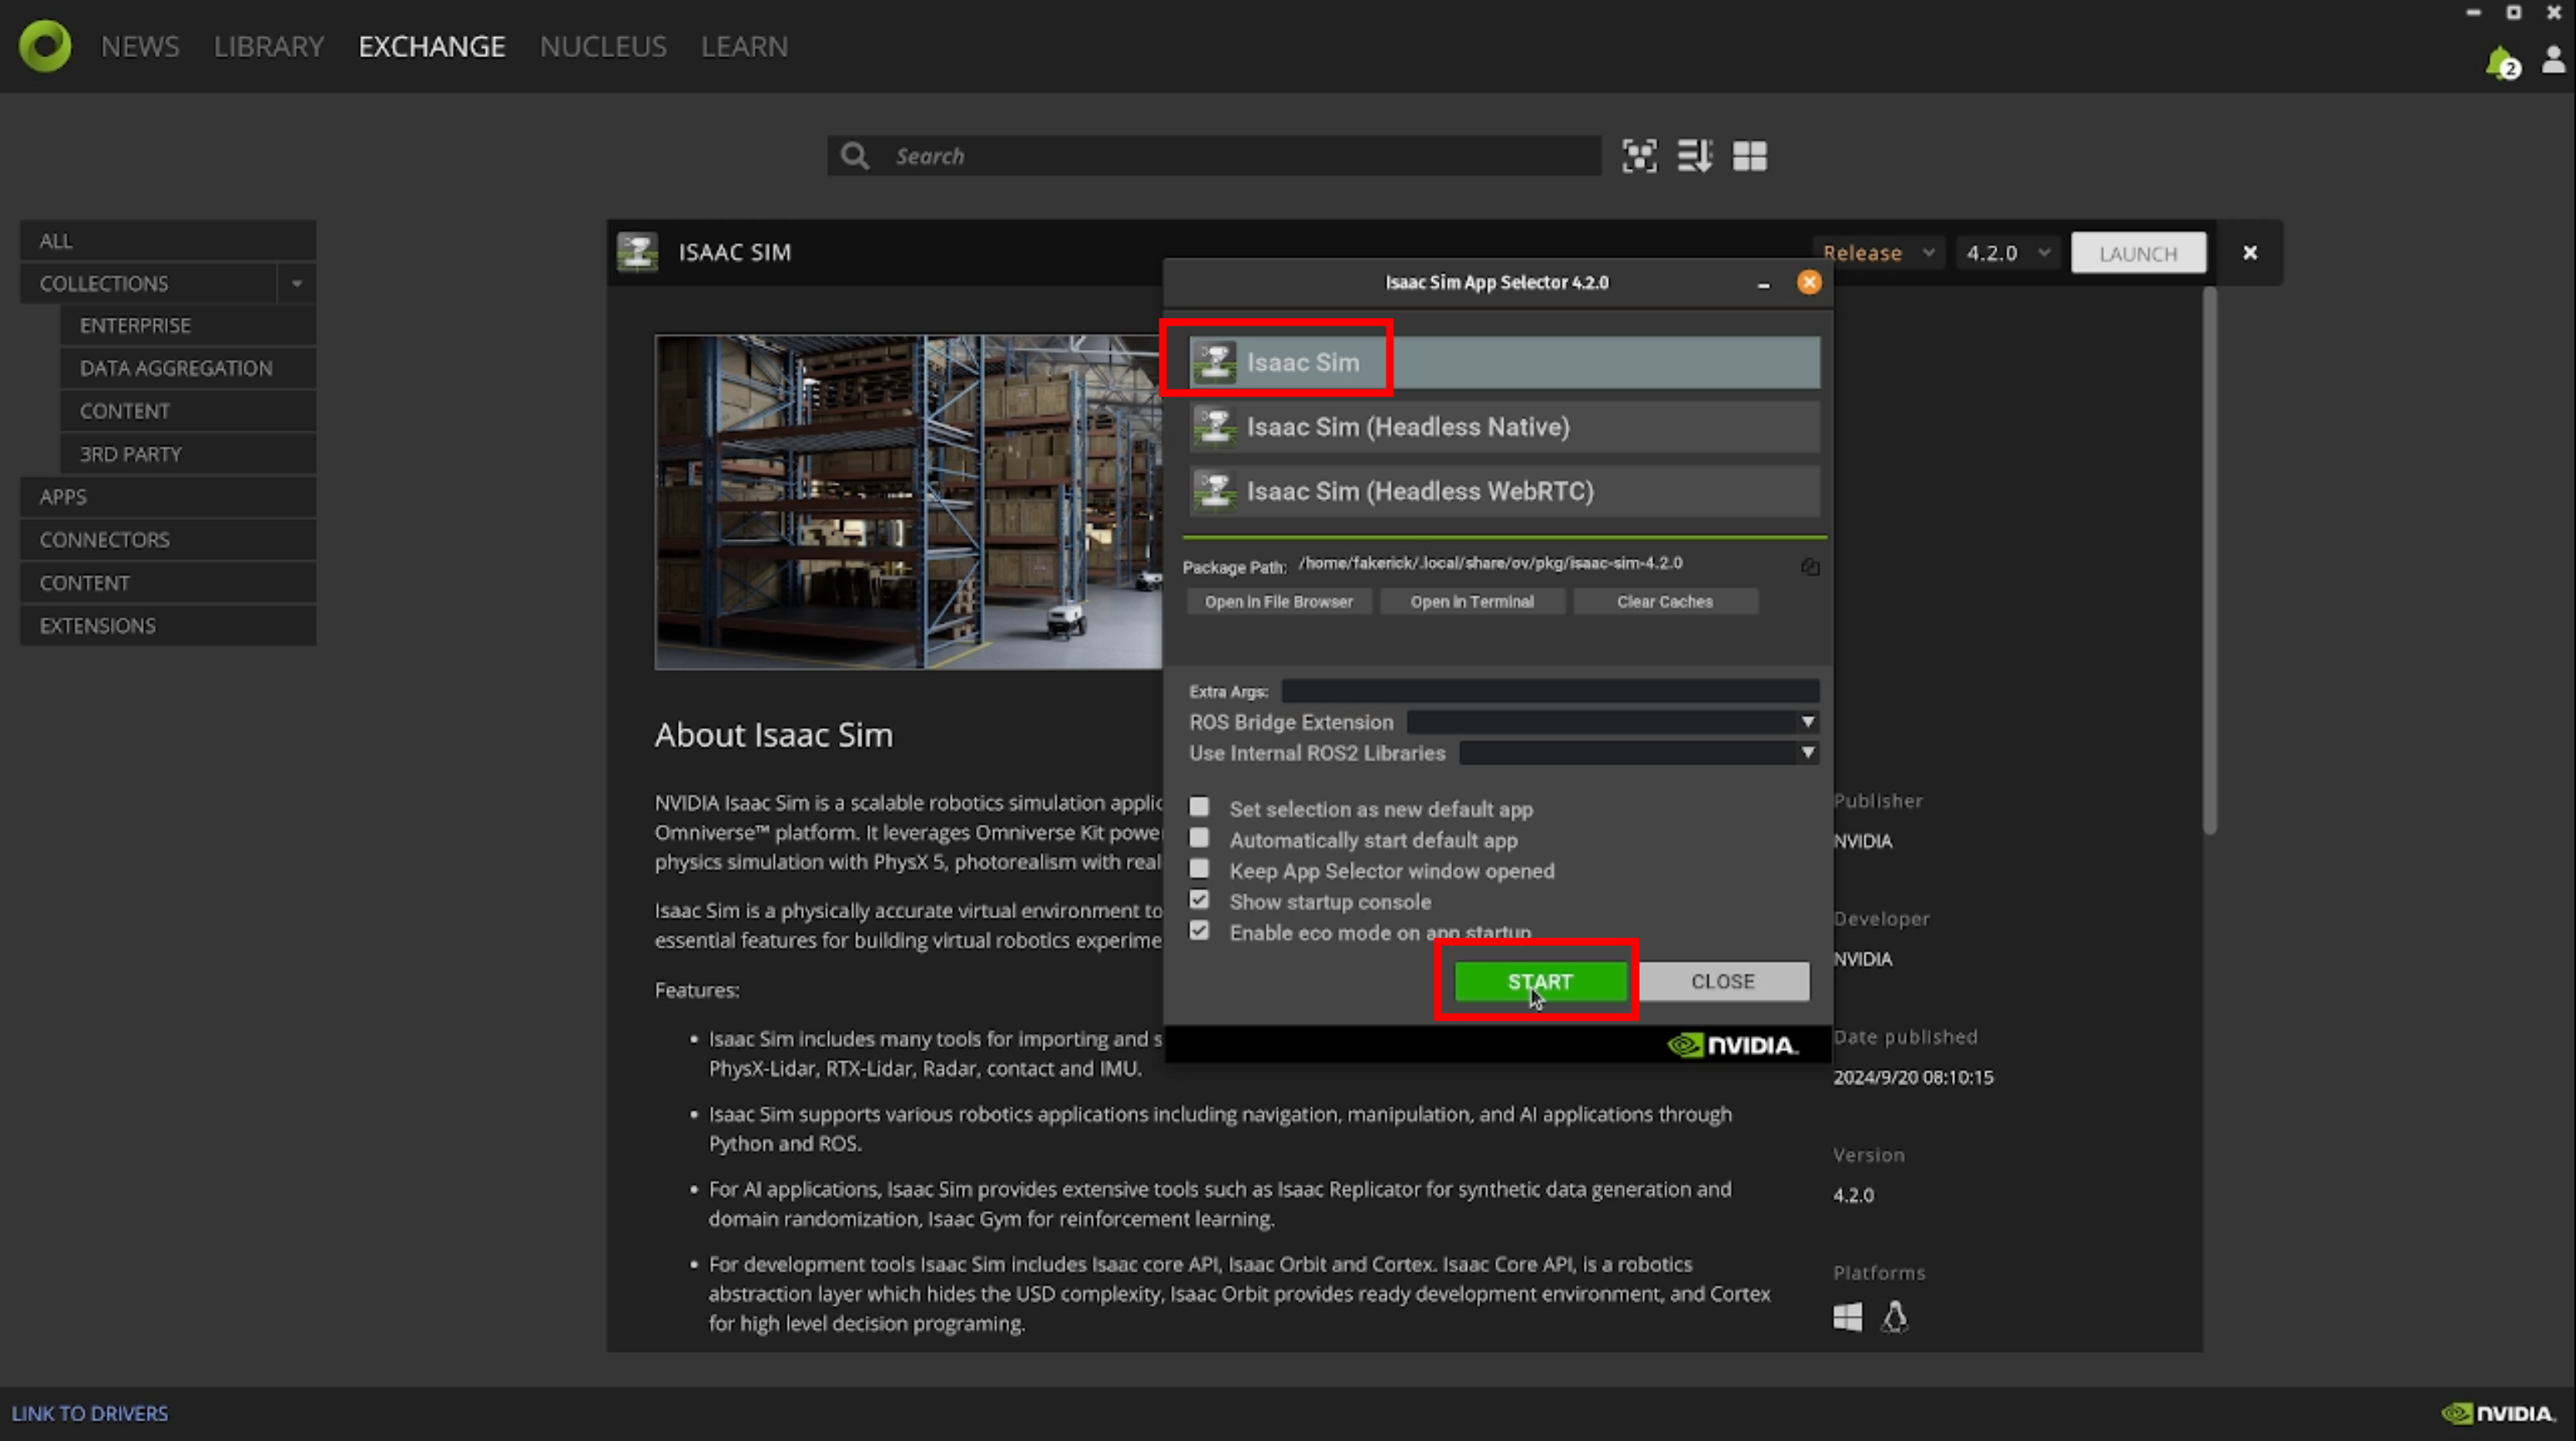 NEWS LIBRARY EXCHANGE NUCLEUS LEARN
2
Search
ALL
COLLECTIONS
ENTERPRISE
DATA AGGREGATION
CONTENT
3RD PARTY
APPS
CONNECTORS
CONTENT
EXTENSIONS
ISAAC SIM
Release 4.2.0 LAUNCH
Isaac Sim App Selector 4.2.0
Isaac Sim
Isaac Sim (Headless Native)
Isaac Sim (Headless WebRTC)
Package Path: /home/fakerick/.local/share/ov/pkg/isaac-sim-4.2.0
Open in File Browser Open in Terminal Clear Caches
Extra Args:
ROS Bridge Extension
Use Internal ROS2 Libraries
Set selection as new default app
Automatically start default app
Keep App Selector window opened
Show startup console
Enable eco mode on app startup
START CLOSE
NVIDIA.
About Isaac Sim
NVIDIA Isaac Sim is a scalable robotics simulation applic
Omniverse™ platform. It leverages Omniverse Kit powe
physics simulation with PhysX 5, photorealism with real
Isaac Sim is a physically accurate virtual environment to
essential features for building virtual robotics experime
Features:
• Isaac Sim includes many tools for importing and s
PhysX-Lidar, RTX-Lidar, Radar, contact and IMU.
• Isaac Sim supports various robotics applications including navigation, manipulation, and AI applications through
Python and ROS.
• For AI applications, Isaac Sim provides extensive tools such as Isaac Replicator for synthetic data generation and
domain randomization, Isaac Gym for reinforcement learning.
• For development tools Isaac Sim includes Isaac core API, Isaac Orbit and Cortex. Isaac Core API, is a robotics
abstraction layer which hides the USD complexity, Isaac Orbit provides ready development environment, and Cortex
for high level decision programing.
Publisher
NVIDIA
Developer
NVIDIA
Date published
2024/9/20 08:10:15
Version
4.2.0
Platforms
LINK TO DRIVERS
NVIDIA.